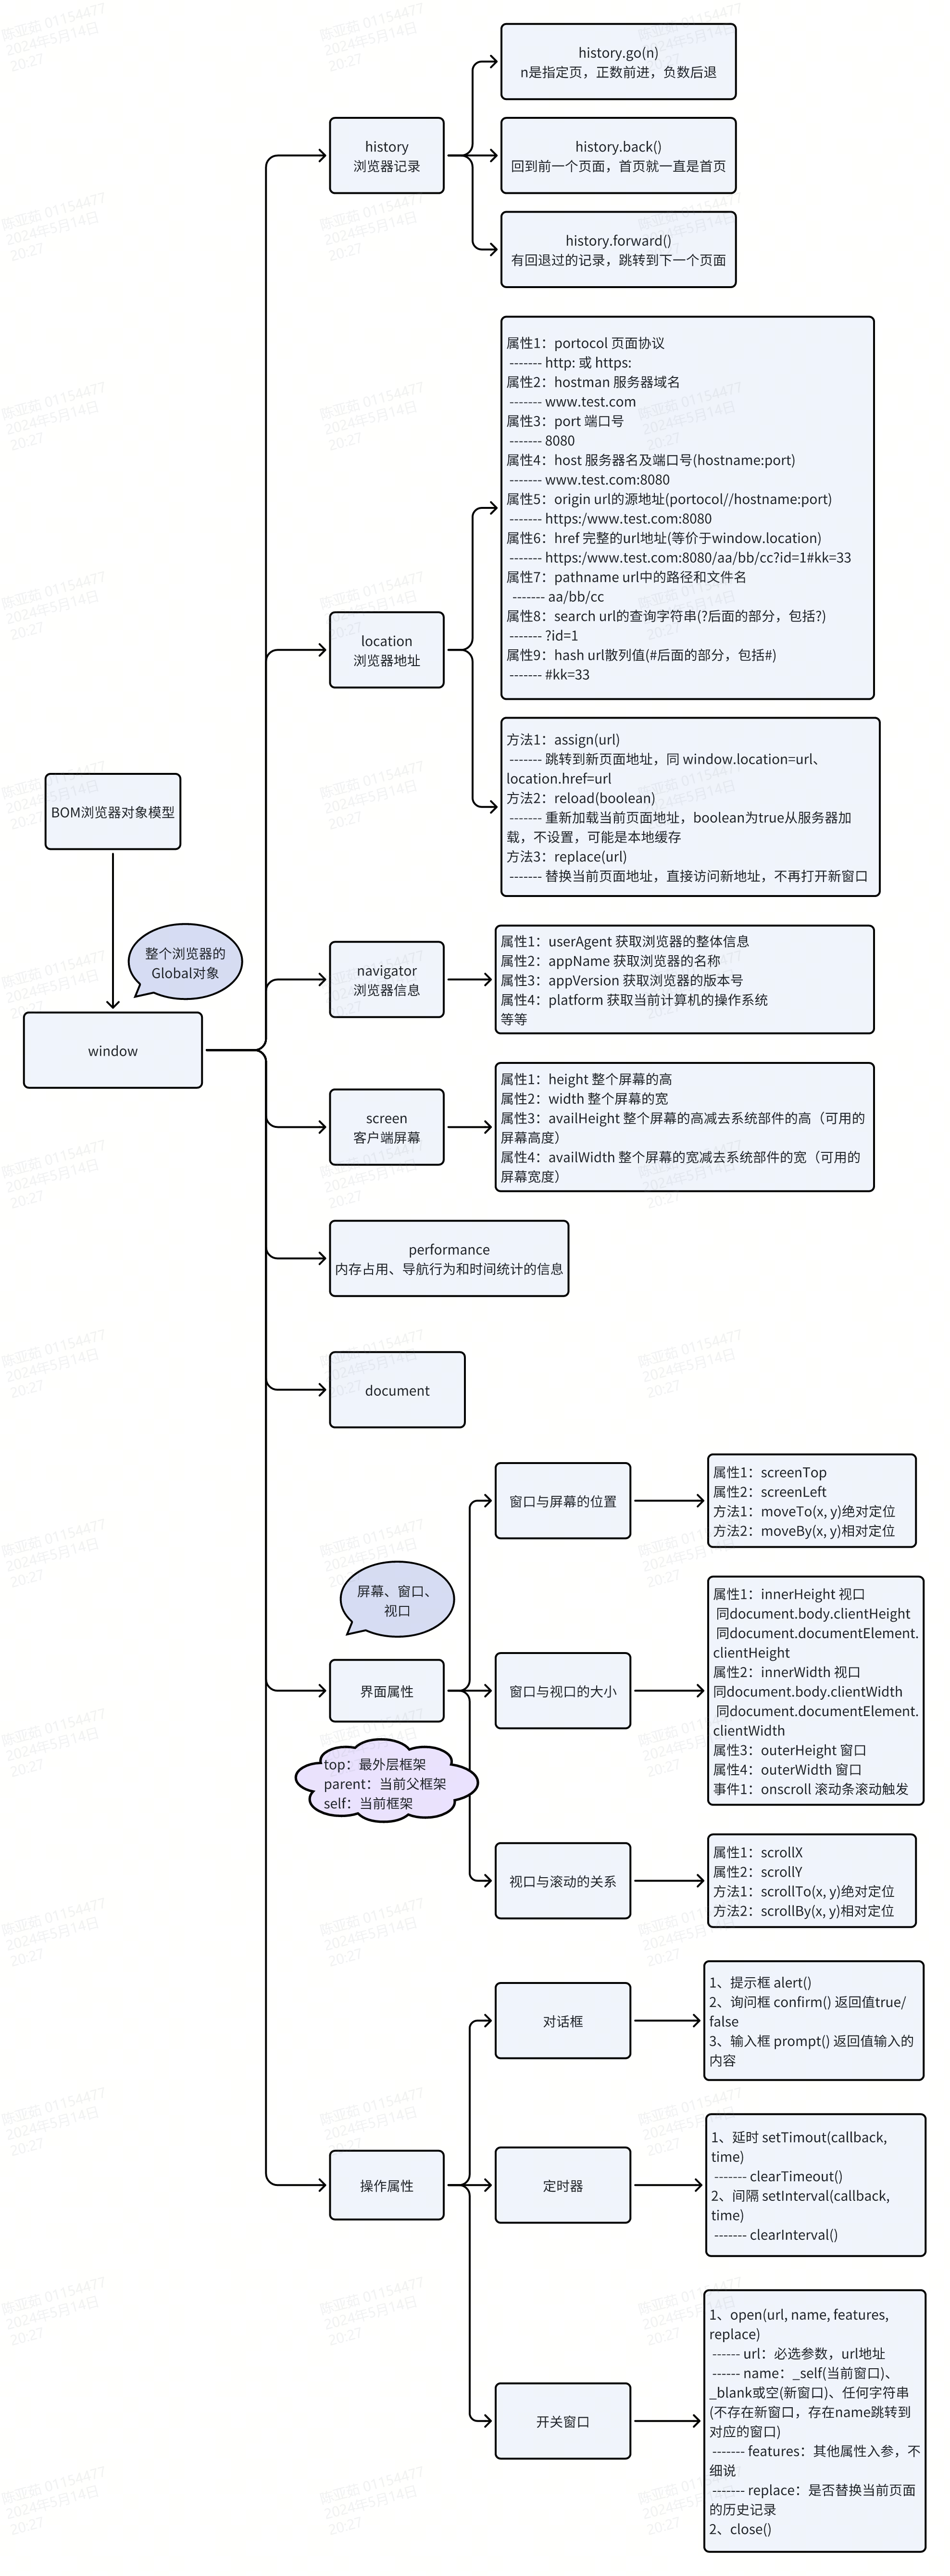 history.go(n)
n是指定页，正数前进，负数后退
history
浏览器记录
history.back()
回到前一个页面，首页就一直是首页
history.forward()
有回退过的记录，跳转到下一个页面
属性1：portocol 页面协议
------- http: 或 https:
属性2：hostman 服务器域名
------- www.test.com
属性3：port 端口号
------- 8080
属性4：host 服务器名及端口号(hostname:port)
------- www.test.com:8080
属性5：origin url的源地址(portocol//hostname:port)
------- https:/www.test.com:8080
属性6：href 完整的url地址(等价于window.location)
------- https:/www.test.com:8080/aa/bb/cc?id=1#kk=33
属性7：pathname url中的路径和文件名
------- aa/bb/cc
属性8：search url的查询字符串(?后面的部分，包括?)
------- ?id=1
属性9：hash url散列值(#后面的部分，包括#)
------- #kk=33
location
浏览器地址
方法1：assign(url)
------- 跳转到新页面地址，同 window.location=url、
location.href=url
方法2：reload(boolean)
------- 重新加载当前页面地址，boolean为true从服务器加
载，不设置，可能是本地缓存
方法3：replace(url)
------- 替换当前页面地址，直接访问新地址，不再打开新窗口
BOM浏览器对象模型
整个浏览器的
Global对象
window
navigator
浏览器信息
属性1：userAgent 获取浏览器的整体信息
属性2：appName 获取浏览器的名称
属性3：appVersion 获取浏览器的版本号
属性4：platform 获取当前计算机的操作系统
等等
screen
客户端屏幕
属性1：height 整个屏幕的高
属性2：width 整个屏幕的宽
属性3：availHeight 整个屏幕的高减去系统部件的高（可用的
屏幕高度）
属性4：availWidth 整个屏幕的宽减去系统部件的宽（可用的
屏幕宽度）
performance
内存占用、导航行为和时间统计的信息
document
窗口与屏幕的位置
属性1：screenTop
属性2：screenLeft
方法1：moveTo(x, y)绝对定位
方法2：moveBy(x, y)相对定位
屏幕、窗口、
视口
界面属性
top：最外层框架
parent：当前父框架
self：当前框架
窗口与视口的大小
属性1：innerHeight 视口
同document.body.clientHeight
同document.documentElement.
clientHeight
属性2：innerWidth 视口
同document.body.clientWidth
同document.documentElement.
clientWidth
属性3：outerHeight 窗口
属性4：outerWidth 窗口
事件1：onscroll 滚动条滚动触发
视口与滚动的关系
属性1：scrollX
属性2：scrollY
方法1：scrollTo(x, y)绝对定位
方法2：scrollBy(x, y)相对定位
操作属性
对话框
1、提示框 alert()
2、询问框 confirm() 返回值true/
false
3、输入框 prompt() 返回值输入的
内容
定时器
1、延时 setTimout(callback,
time)
------- clearTimeout()
2、间隔 setInterval(callback,
time)
------- clearInterval()
开关窗口
1、open(url, name, features,
replace)
------ url：必选参数，url地址
------ name：_self(当前窗口)、
_blank或空(新窗口)、任何字符串
(不存在新窗口，存在name跳转到
对应的窗口)
------- features：其他属性入参，不
细说
------- replace：是否替换当前页面
的历史记录
2、close()
陈亚茹 01154477
2024年5月14日
20:27